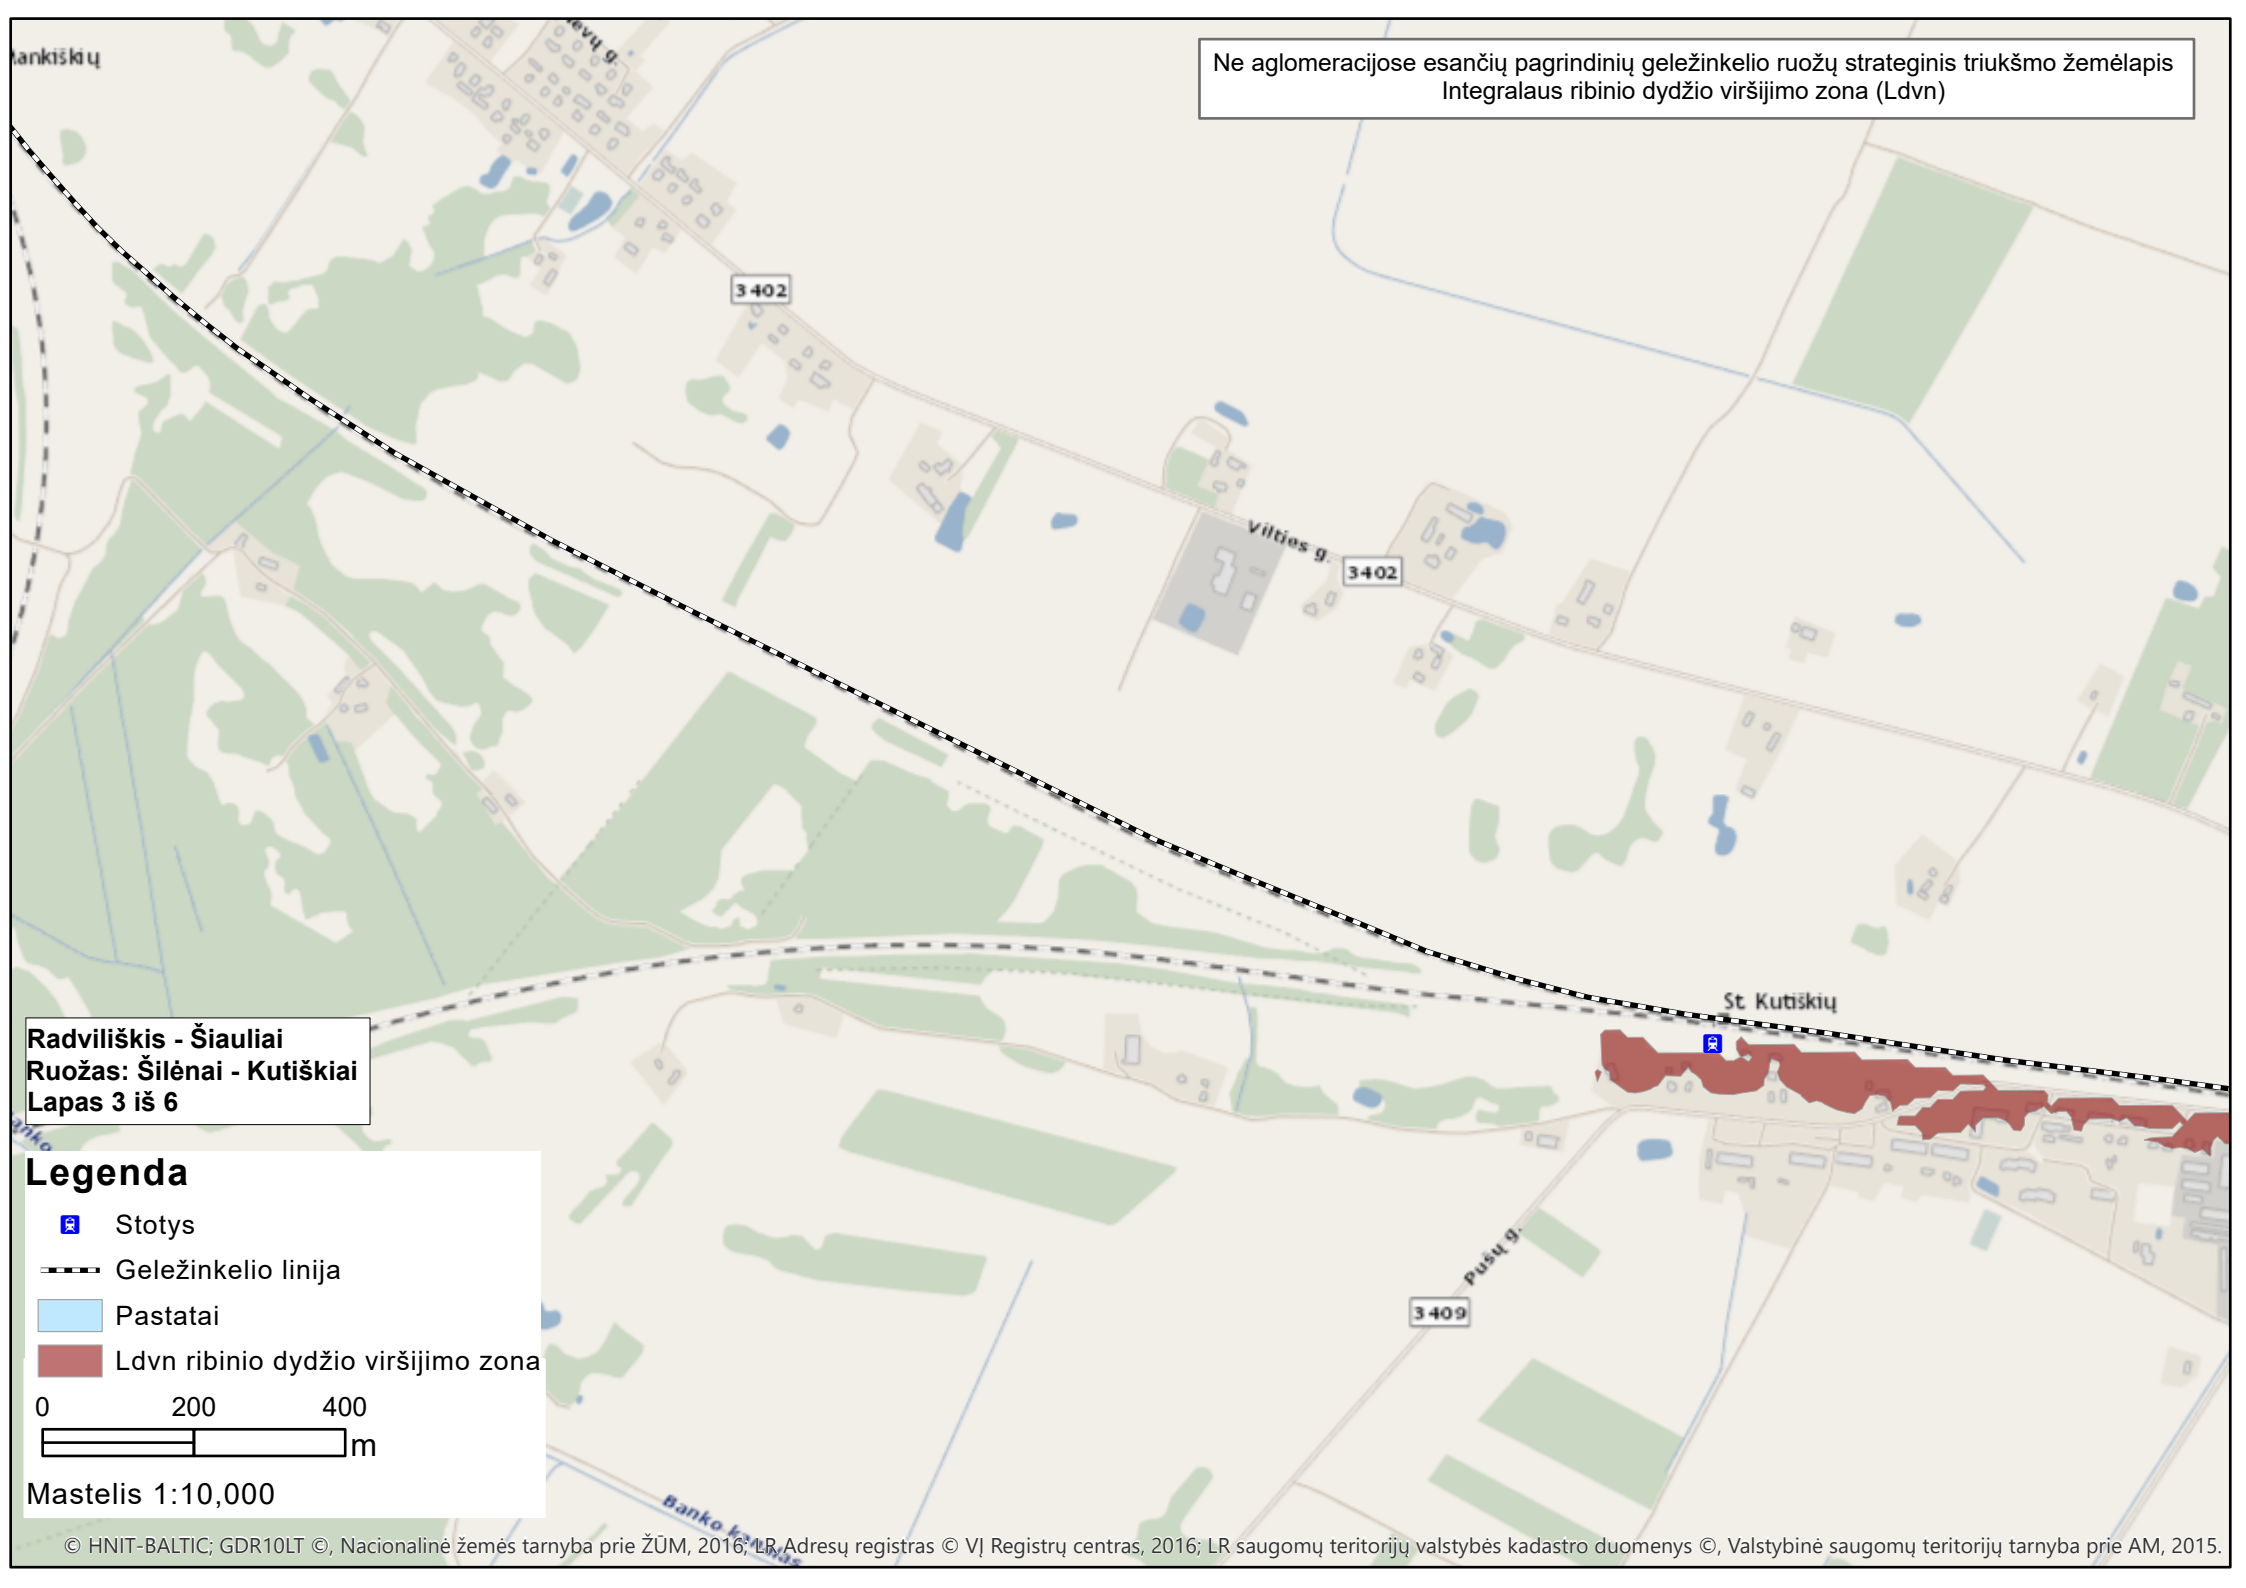 Ne aglomeracijose esančių pagrindinių geležinkelio ruožų strateginis triukšmo žemėlapis
Integralaus ribinio dydžio viršijimo zona (Ldvn)
3402
Vilties g.
3402
St. Kutiškių
Radviliškis - Šiauliai
Ruožas: Šilėnai - Kutiškiai
Lapas 3 iš 6
Pušų g.
3409
Legenda
Stotys
Geležinkelio linija
Pastatai
Ldvn ribinio dydžio viršijimo zona
0 200 400
m
Mastelis 1:10,000
Banko kanalas
© HNIT-BALTIC; GDR10LT ©, Nacionalinė žemės tarnyba prie ŽŪM, 2016; LR Adresų registras © VĮ Registrų centras, 2016; LR saugomų teritorijų valstybės kadastro duomenys ©, Valstybinė saugomų teritorijų tarnyba prie AM, 2015.